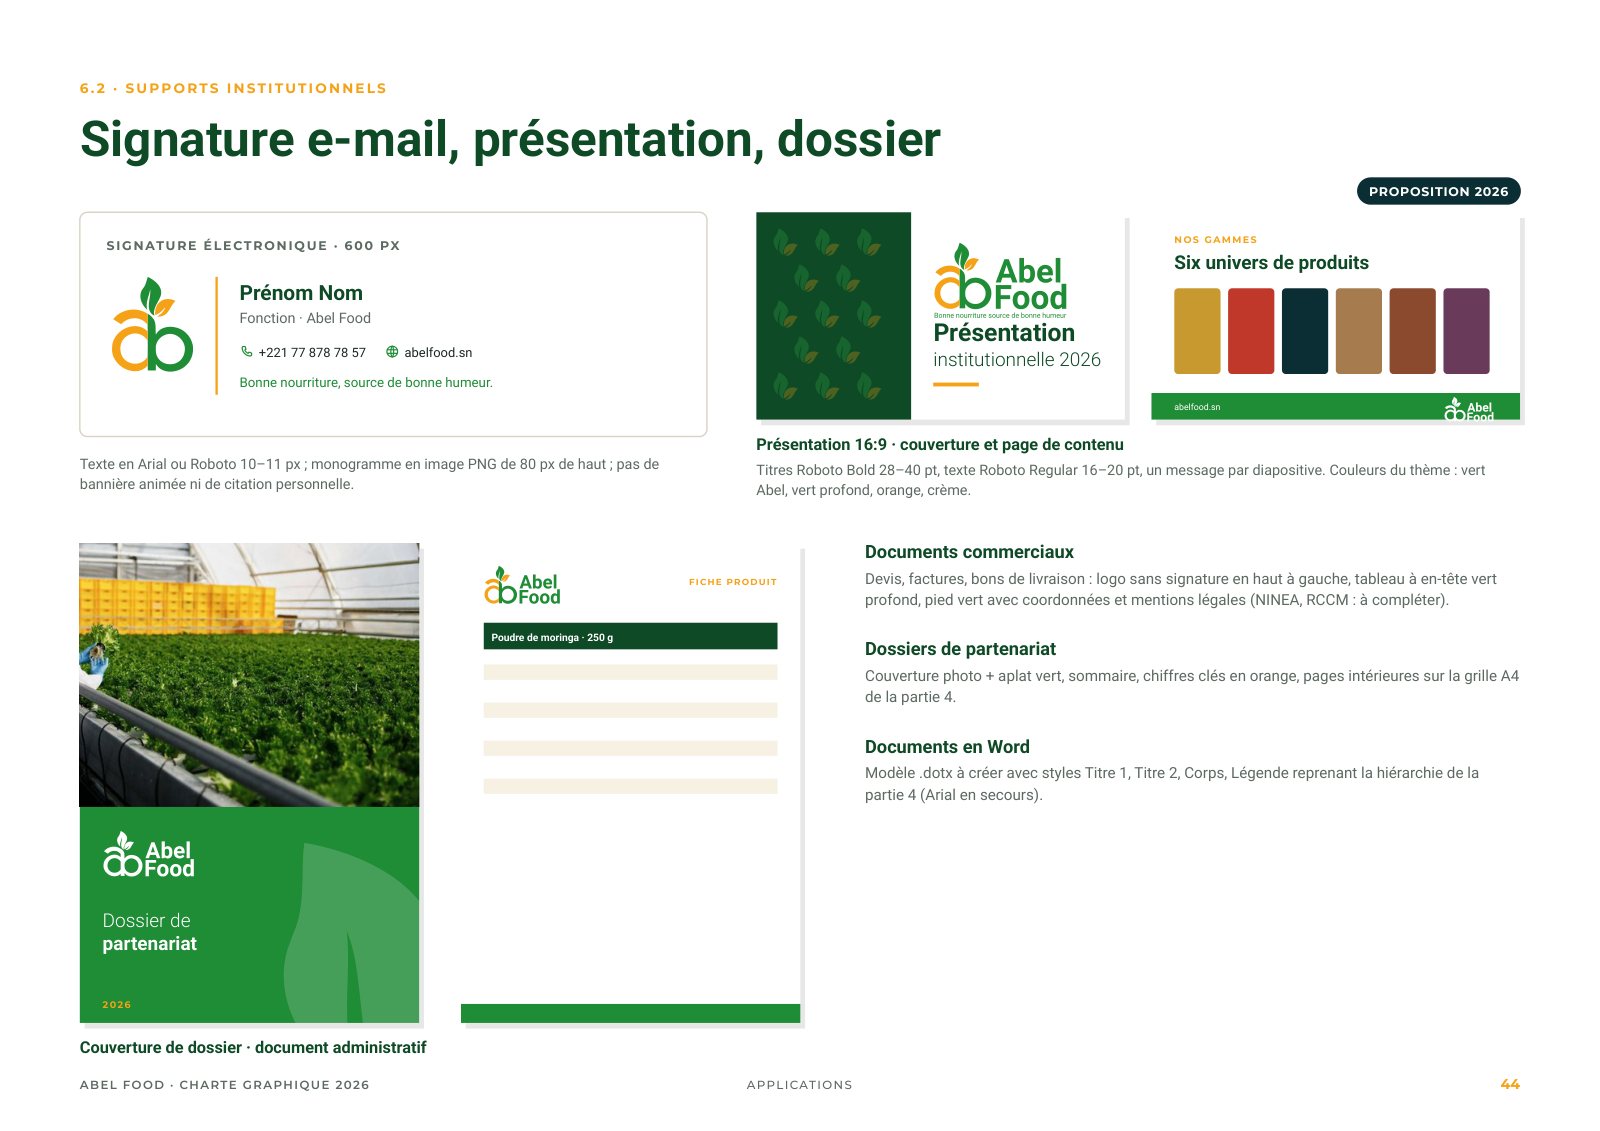 6.2 · SUPPORTS INSTITUTIONNELS
Signature e-mail, présentation, dossier
PROPOSITION 2026
SIGNATURE ÉLECTRONIQUE · 600 PX
ab
Prénom Nom
Fonction · Abel Food
+221 77 878 78 57 abelfood.sn
Bonne nourriture, source de bonne humeur.
Texte en Arial ou Roboto 10–11 px ; monogramme en image PNG de 80 px de haut ; pas de
bannière animée ni de citation personnelle.
ab Abel
Food
Bonne nourriture source de bonne humeur
Présentation
institutionnelle 2026
NOS GAMMES
Six univers de produits
abelfood.sn
ab Abel
Food
Présentation 16:9 · couverture et page de contenu
Titres Roboto Bold 28–40 pt, texte Roboto Regular 16–20 pt, un message par diapositive. Couleurs du thème : vert
Abel, vert profond, orange, crème.
ab Abel
Food
Dossier de
partenariat
2026
ab Abel
Food
FICHE PRODUIT
Poudre de moringa · 250 g
Couverture de dossier · document administratif
Documents commerciaux
Devis, factures, bons de livraison : logo sans signature en haut à gauche, tableau à en-tête vert
profond, pied vert avec coordonnées et mentions légales (NINEA, RCCM : à compléter).
Dossiers de partenariat
Couverture photo + aplat vert, sommaire, chiffres clés en orange, pages intérieures sur la grille A4
de la partie 4.
Documents en Word
Modèle .dotx à créer avec styles Titre 1, Titre 2, Corps, Légende reprenant la hiérarchie de la
partie 4 (Arial en secours).
ABEL FOOD · CHARTE GRAPHIQUE 2026
APPLICATIONS
44